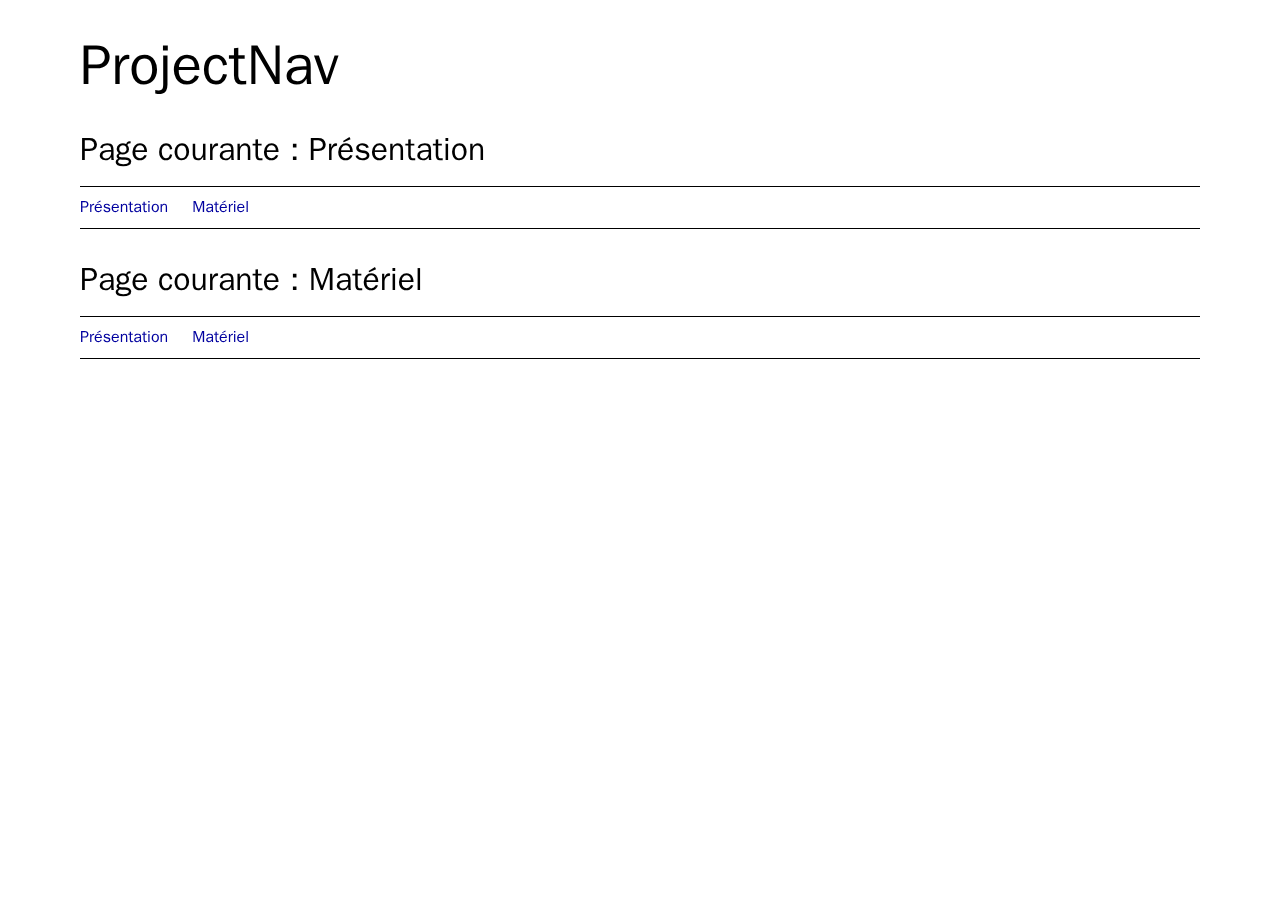 ProjectNav
Page courante : Présentation
Présentation Matériel
Page courante : Matériel
Présentation Matériel